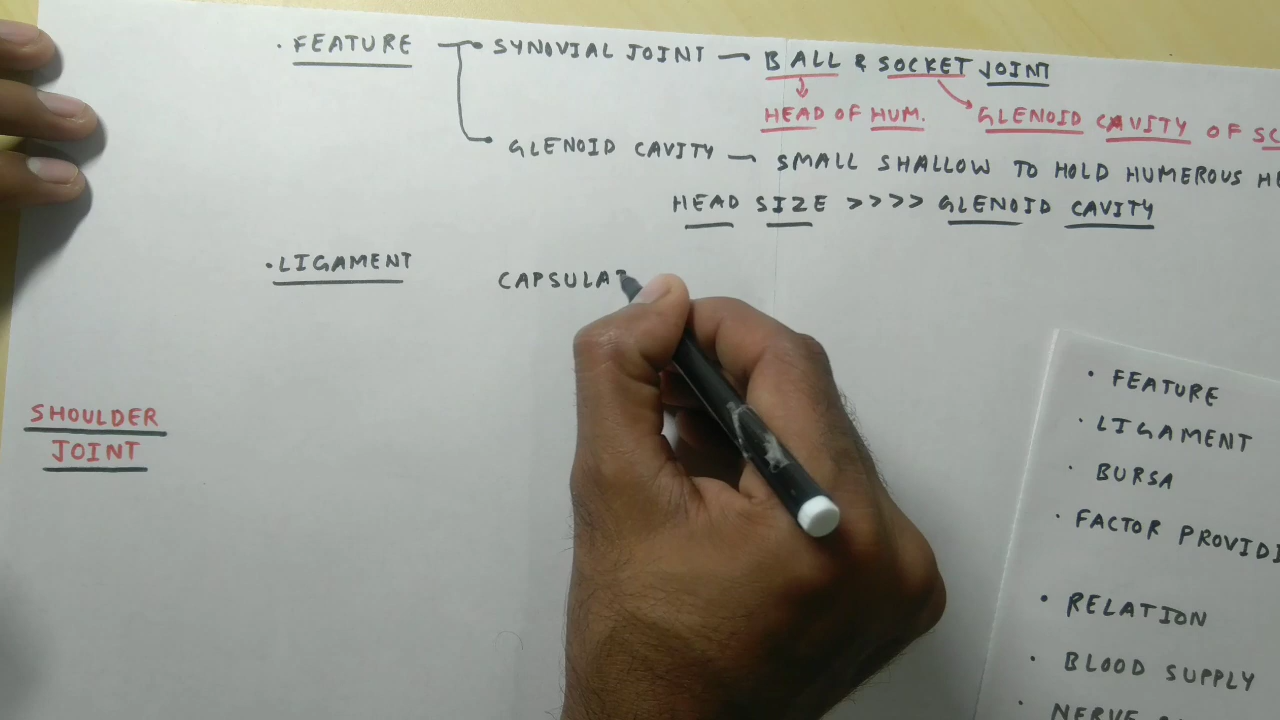 • FEATURE • SYNOVIAL JOINT — BALL & SOCKET JOINT
HEAD OF HUM. GLENOID CAVITY OF
• GLENOID CAVITY — SMALL SHALLOW TO HOLD HUMEROUS
HEAD SIZE >>>> GLENOID CAVITY
• LIGAMENT
SHOULDER
JOINT
• FEATURE
• LIGAMENT
• BURSA
• FACTOR
• RELATION
• BLOOD SUPPLY
• NERVE